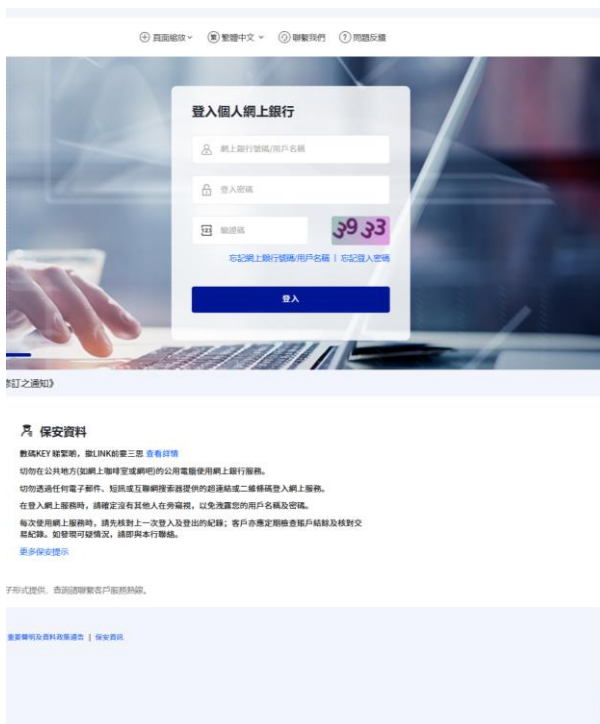 頁面縮放 繁 繁體中文 聯繫我們 ? 問題反饋
登入個人網上銀行
網上銀行號碼/用戶名稱
登入密碼
123 驗證碼 3933
忘記網上銀行號碼/用戶名稱 | 忘記登入密碼
登入
修訂之通知》
保安資料
數碼KEY 睇緊啲，撳LINK前要三思 查看詳情
切勿在公共地方(如網上咖啡室或網吧)的公用電腦使用網上銀行服務。
切勿透過任何電子郵件、短訊或互聯網搜索器提供的超連結或二維條碼登入網上服務。
在登入網上服務時，請確定沒有其他人在旁窺視，以免洩露您的用戶名稱及密碼。
每次使用網上服務時，請先核對上一次登入及登出的紀錄；客戶亦應定期檢查賬戶結餘及核對交
易紀錄。如發現可疑情況，請即與本行聯絡。
更多保安提示
子形式提供．查詢請聯繫客戶服務熱線。
重要聲明及資料政策通告 | 保安資訊